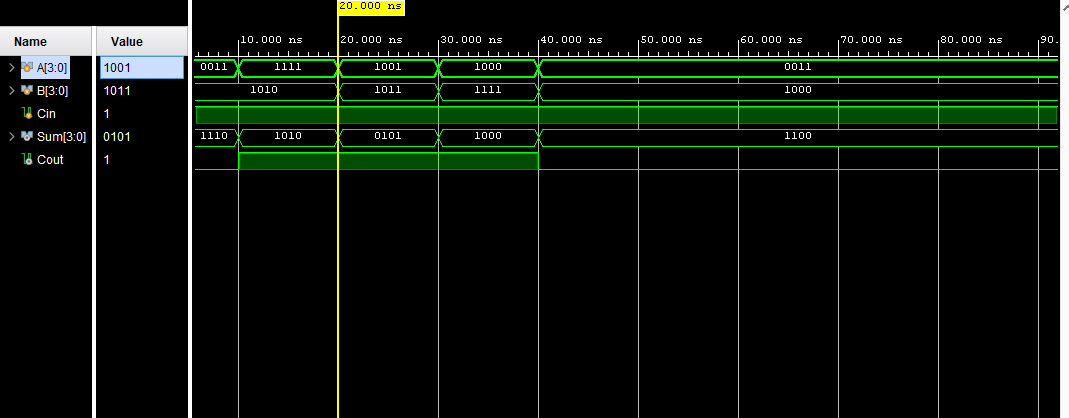 20.000 ns
Name Value
10.000 ns 20.000 ns 30.000 ns 40.000 ns 50.000 ns 60.000 ns 70.000 ns 80.000 ns 90.
A[3:0] 1001 0011 1111 1001 1000 0011
B[3:0] 1011 1010 1011 1111 1000
Cin 1
Sum[3:0] 0101 1110 1010 0101 1000 1100
Cout 1